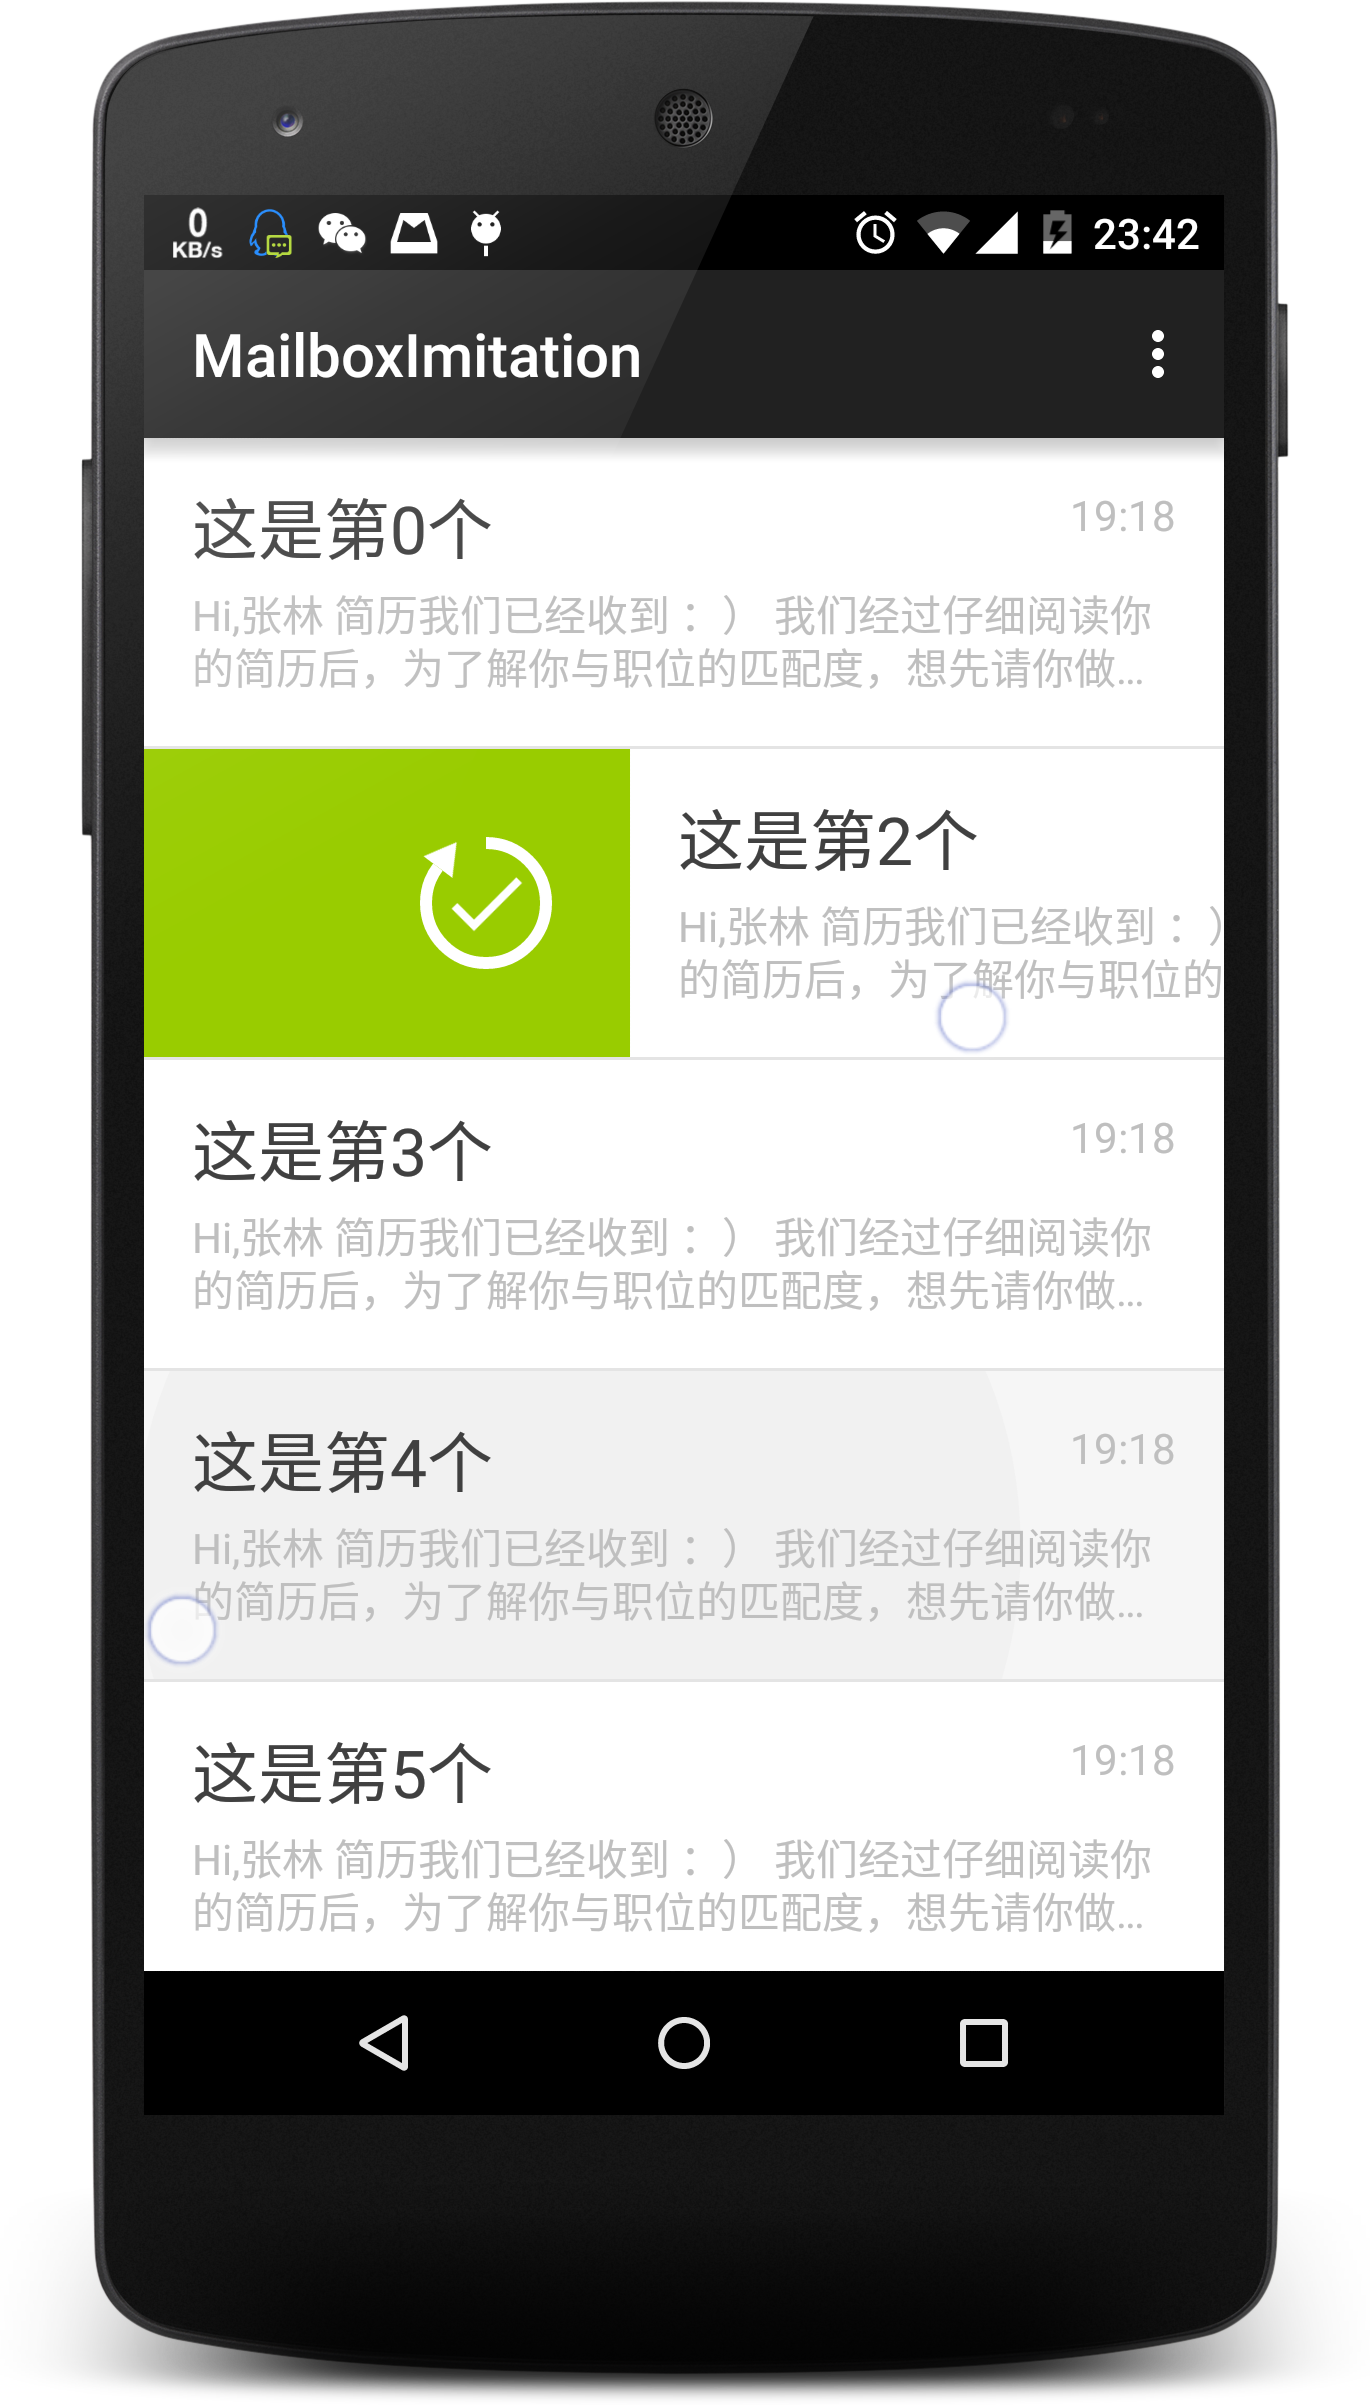 0
KB/s
23:42
MailboxImitation
这是第0个
19:18
Hi,张林 简历我们已经收到：） 我们经过仔细阅读你
的简历后，为了解你与职位的匹配度，想先请你做...
这是第2个
Hi,张林 简历我们已经收到：）
的简历后，为了解你与职位的
这是第3个
19:18
Hi,张林 简历我们已经收到：） 我们经过仔细阅读你
的简历后，为了解你与职位的匹配度，想先请你做...
这是第4个
19:18
Hi,张林 简历我们已经收到：） 我们经过仔细阅读你
的简历后，为了解你与职位的匹配度，想先请你做...
这是第5个
19:18
Hi,张林 简历我们已经收到：） 我们经过仔细阅读你
的简历后，为了解你与职位的匹配度，想先请你做...